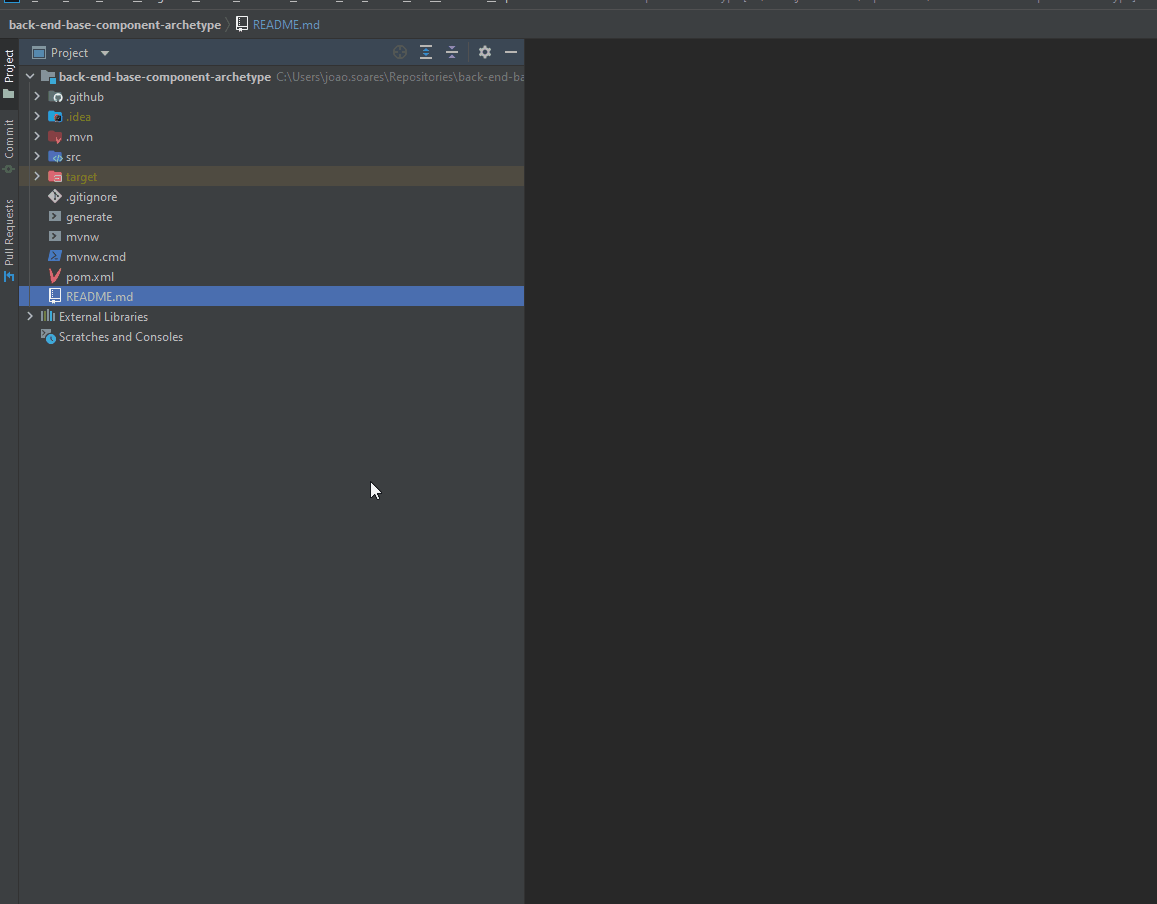 back-end-base-component-archetype README.md
Project
Project
back-end-base-component-archetype C:\Users\joao.soares\Repositories\back-end-ba
.github
.idea
.mvn
src
target
.gitignore
generate
mvnw
mvnw.cmd
pom.xml
README.md
External Libraries
Scratches and Consoles
Commit
Pull Requests